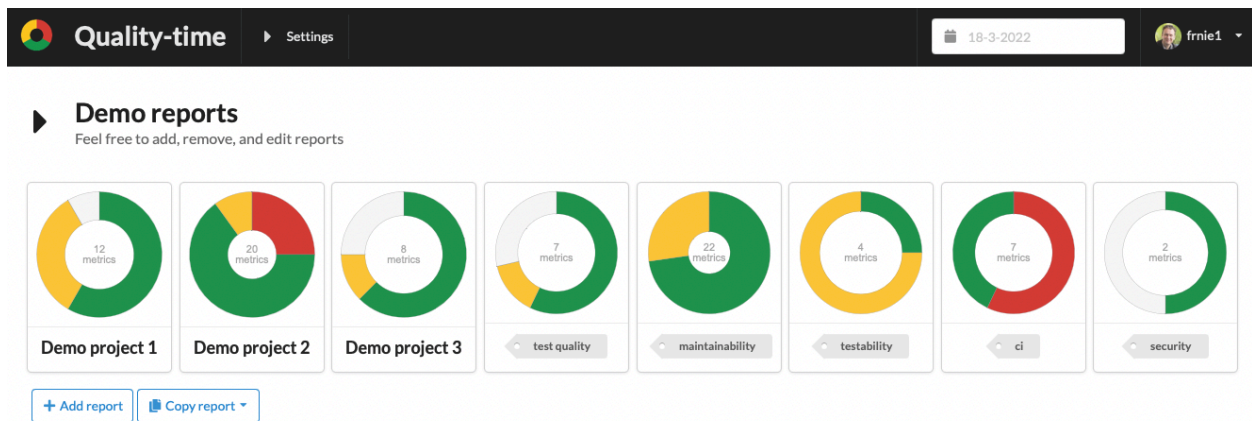 Quality-time
Settings
18-3-2022
frnie1
Demo reports
Feel free to add, remove, and edit reports
12
metrics
20
metrics
8
metrics
7
metrics
22
metrics
4
metrics
7
metrics
2
metrics
Demo project 1
Demo project 2
Demo project 3
test quality
maintainability
testability
ci
security
+ Add report
Copy report